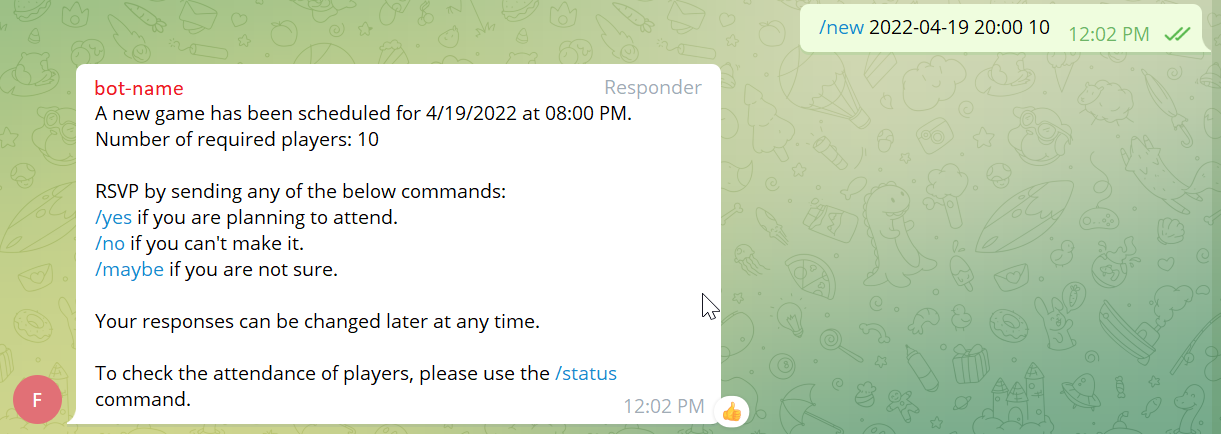 /new 2022-04-19 20:00 10
12:02 PM
bot-name
Responder
A new game has been scheduled for 4/19/2022 at 08:00 PM.
Number of required players: 10
RSVP by sending any of the below commands:
/yes if you are planning to attend.
/no if you can't make it.
/maybe if you are not sure.
Your responses can be changed later at any time.
To check the attendance of players, please use the /status
command.
12:02 PM
F